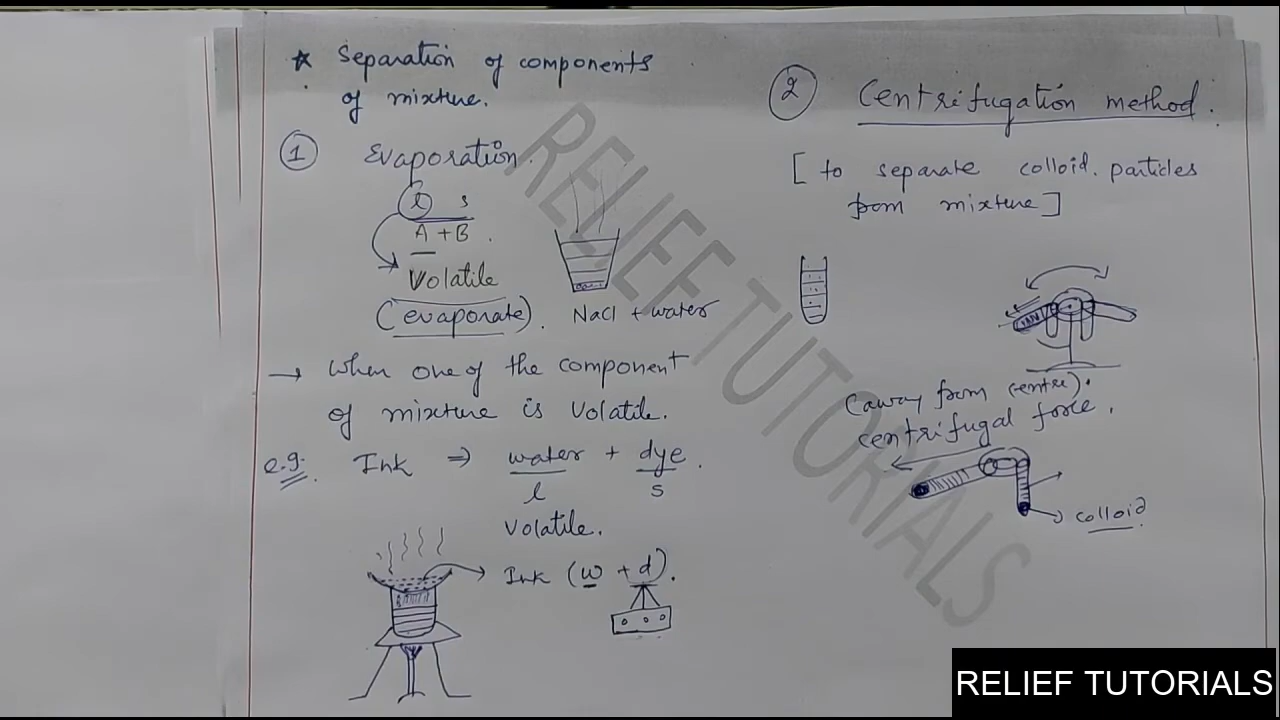 * Separation of components
of mixture.
1 Evaporation.
l s
A + B.
Volatile
(evaporate).
NaCl + water
→ When one of the component
of mixture is Volatile.
e.g. Ink ⇒ water + dye.
l s
Volatile.
Ink (w + d).
2 Centrifugation method.
[to separate colloid particles
from mixture]
(away from centre).
centrifugal force.
colloid
RELIEF TUTORIALS
RELIEF TUTORIALS